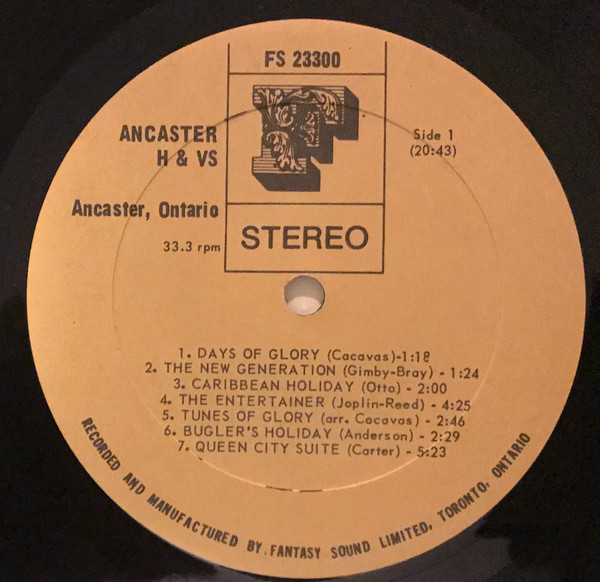 FS 23300
F
ANCASTER
H & VS
Side 1
(20:43)
Ancaster, Ontario
33.3 rpm
STEREO
1. DAYS OF GLORY (Cacavas)-1:18
2. THE NEW GENERATION (Gimby-Bray) - 1:24
3. CARIBBEAN HOLIDAY (Otto) - 2:00
4. THE ENTERTAINER (Joplin-Reed) - 4:25
5. TUNES OF GLORY (arr. Cacavas) - 2:46
6. BUGLER'S HOLIDAY (Anderson) - 2:29
7. QUEEN CITY SUITE (Carter) - 5:23
RECORDED AND MANUFACTURED BY FANTASY SOUND LIMITED, TORONTO, ONTARIO